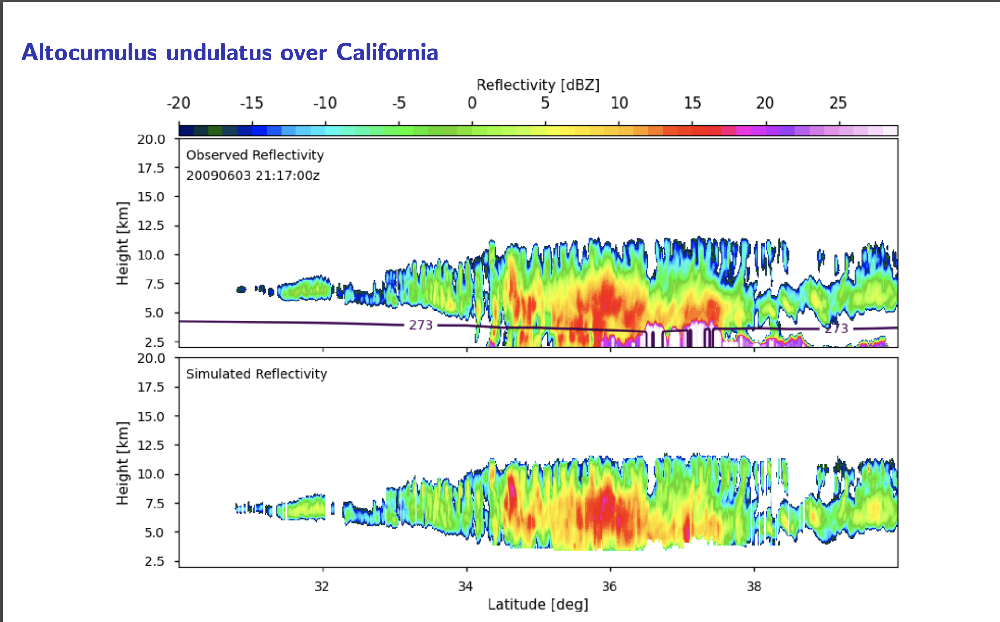 Altocumulus undulatus over California
Reflectivity [dBZ]
-20 -15 -10 -5 0 5 10 15 20 25
20.0
17.5
15.0
12.5
10.0
7.5
5.0
2.5
Height [km]
Observed Reflectivity
20090603 21:17:00z
273
273
20.0
17.5
15.0
12.5
10.0
7.5
5.0
2.5
Height [km]
Simulated Reflectivity
32 34 36 38
Latitude [deg]